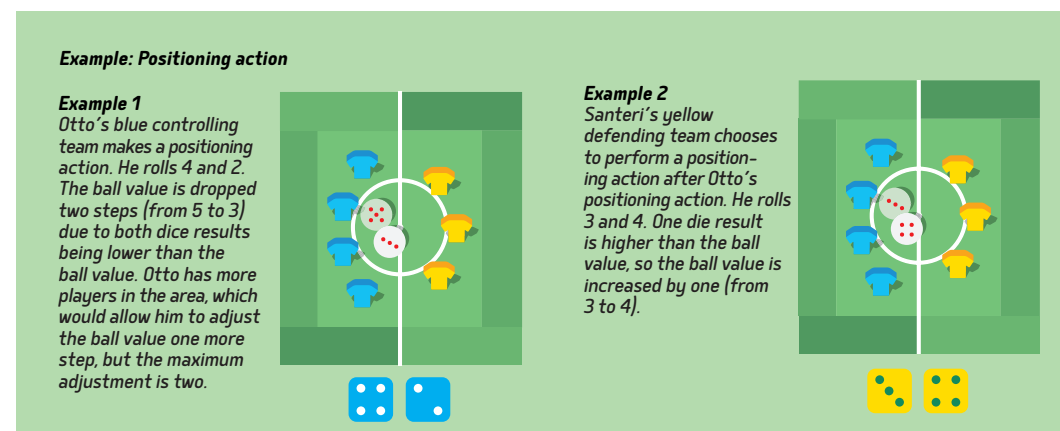 Example: Positioning action
Example 1
Otto's blue controlling
team makes a positioning
action. He rolls 4 and 2.
The ball value is dropped
two steps (from 5 to 3)
due to both dice results
being lower than the
ball value. Otto has more
players in the area, which
would allow him to adjust
the ball value one more
step, but the maximum
adjustment is two.
Example 2
Santeri's yellow
defending team chooses
to perform a position-
ing action after Otto's
positioning action. He rolls
3 and 4. One die result
is higher than the ball
value, so the ball value is
increased by one (from
3 to 4).